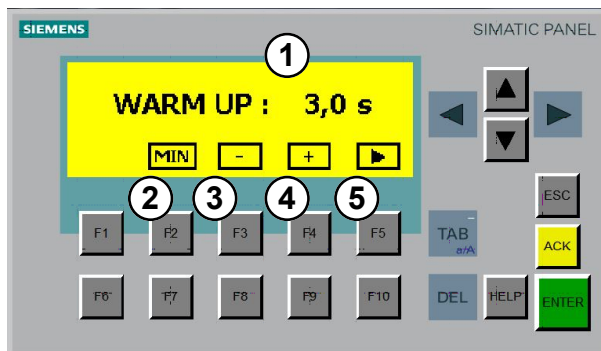 SIEMENS
SIMATIC PANEL
1
WARM UP : 3,0 s
MIN - +
2 3 4 5
ESC
F1 F2 F3 F4 F5 TAB
a/A
ACK
F6 F7 F8 F9 F10 DEL HELP ENTER